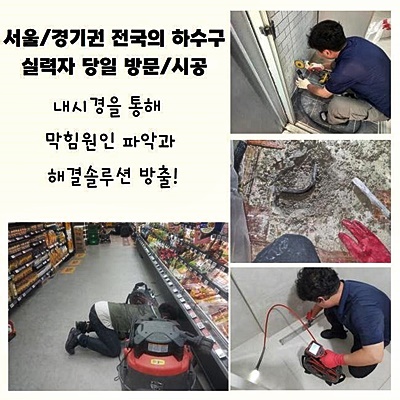 서울/경기권 전국의 하수구
실력자 당일 방문/시공
내시경을 통해
막힘원인 파악과
해결솔루션 방출!